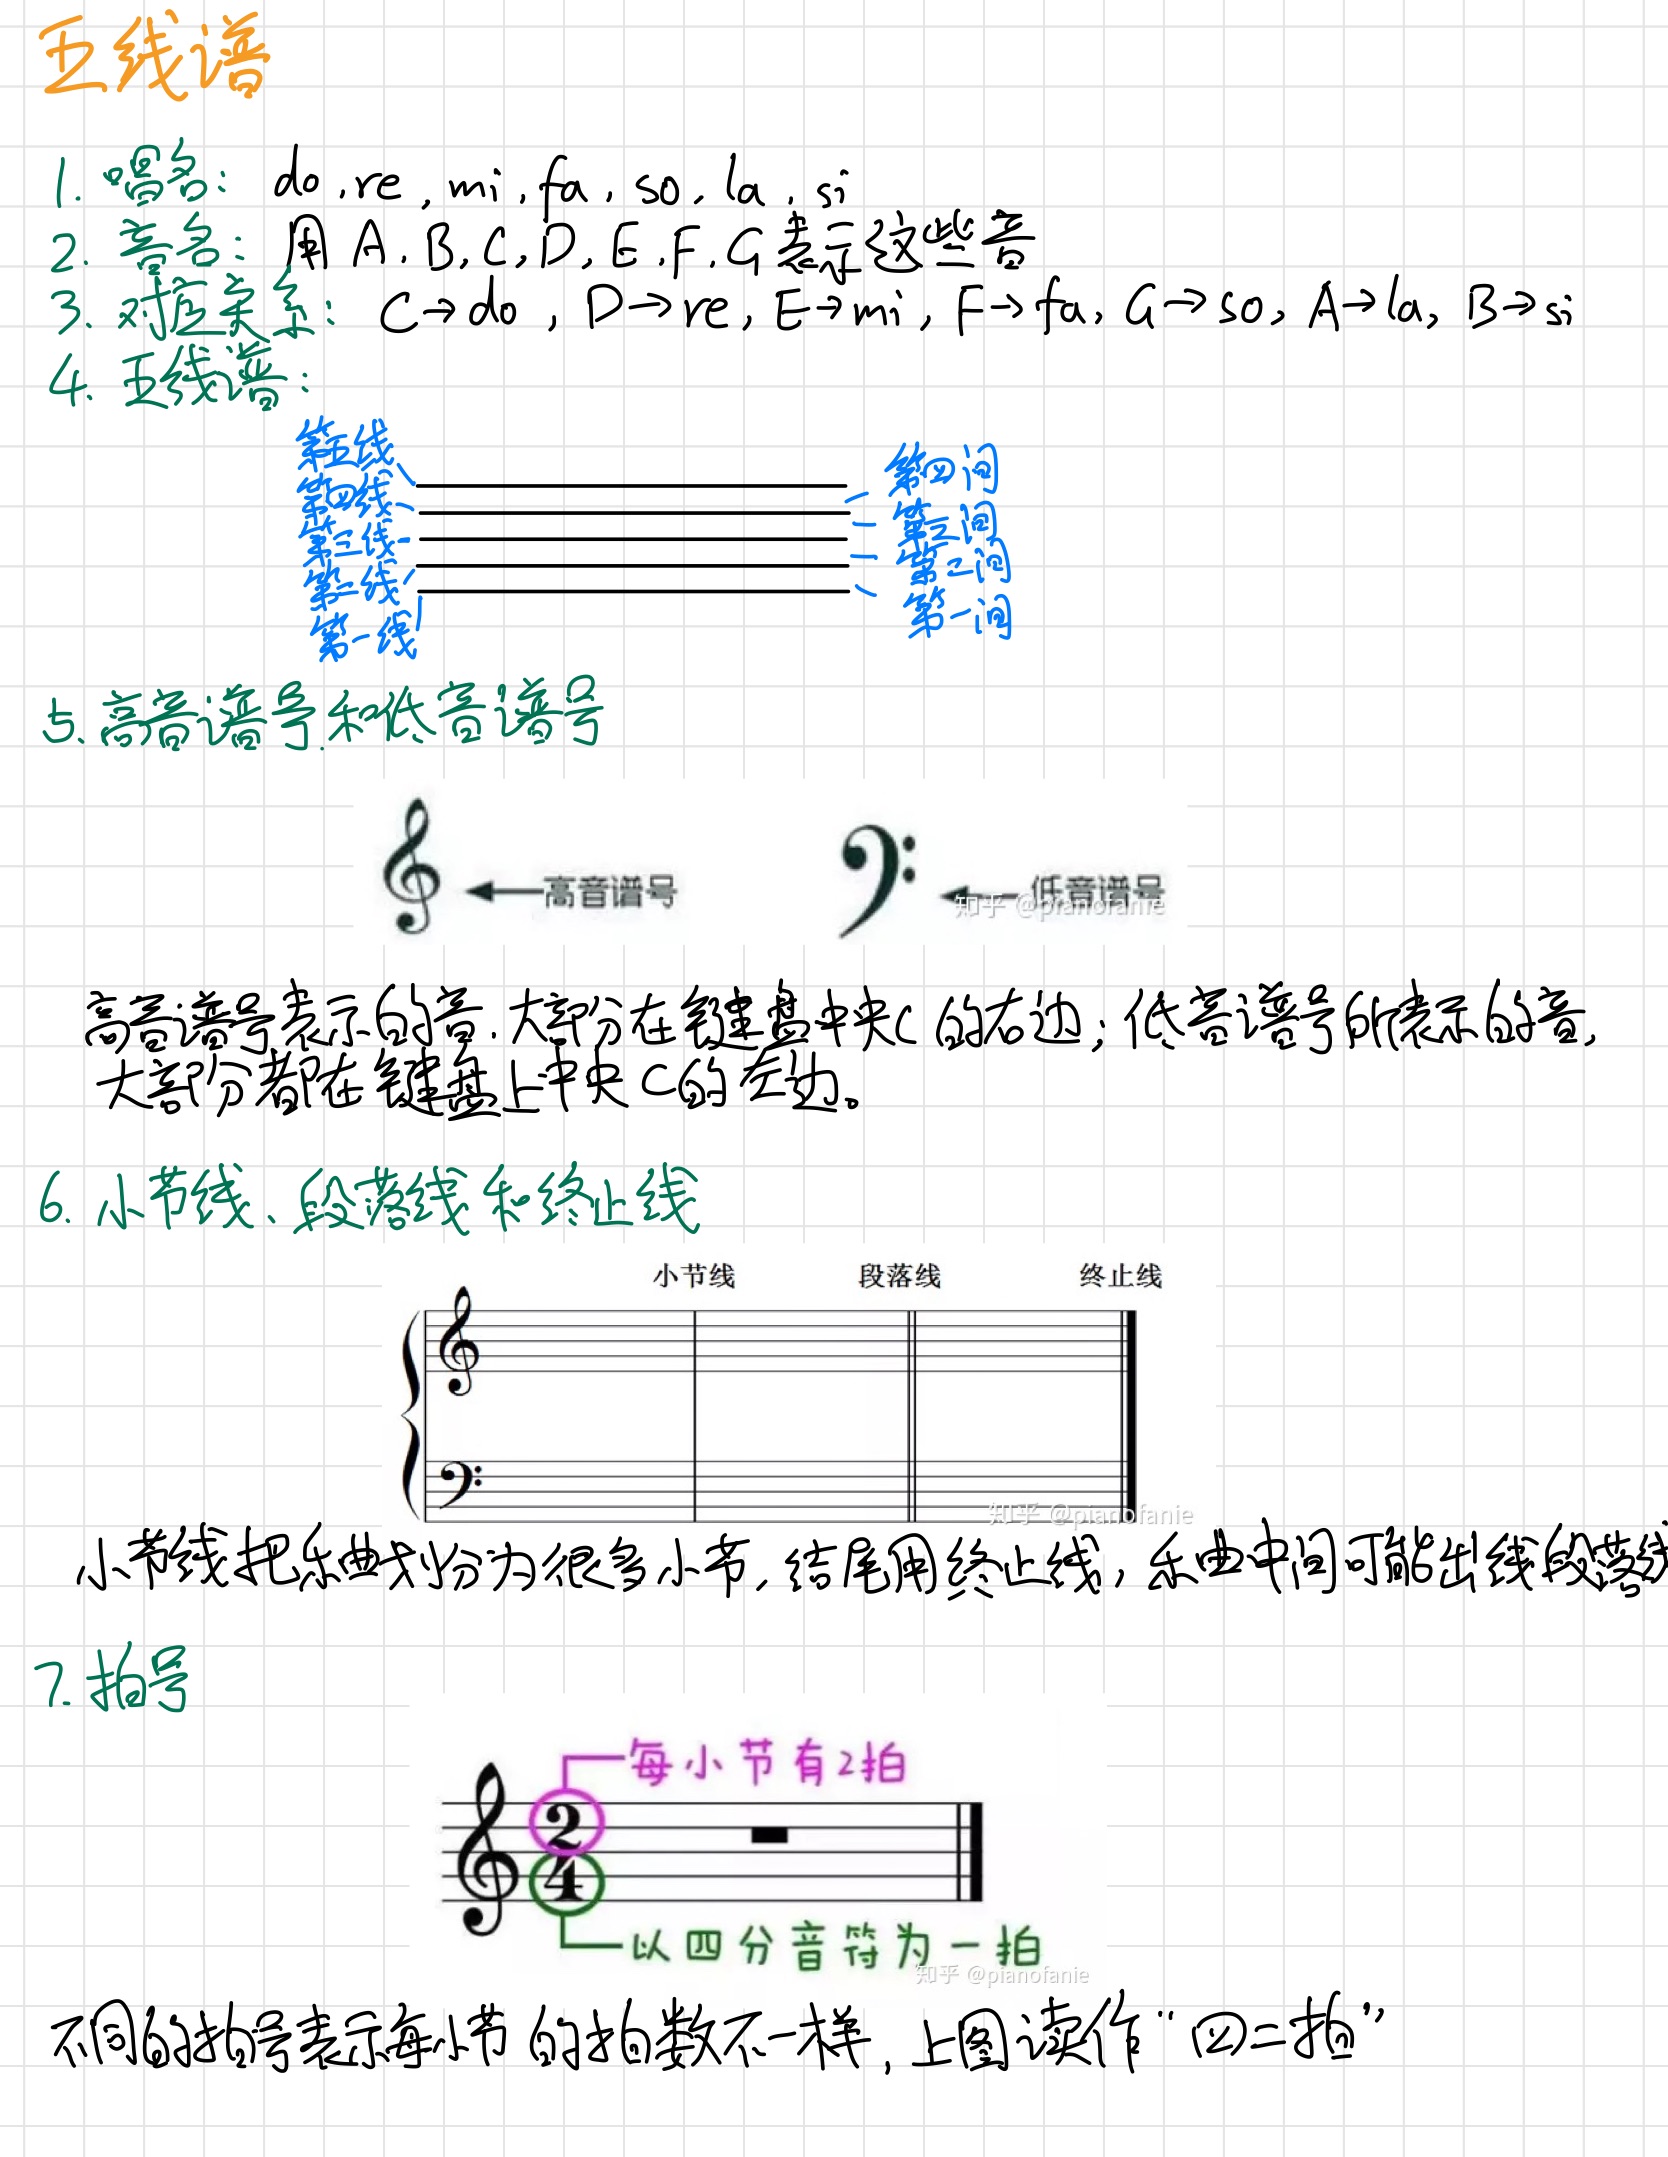 五线谱
1. 唱名: do, re, mi, fa, so, la, si
2. 音名: 用A, B, C, D, E, F, G表示这些音
3. 对应关系: C→do, D→re, E→mi, F→fa, G→so, A→la, B→si
4. 五线谱:
第五线
第四线
第三线
第二线
第一线
第四间
第三间
第二间
第一间
5. 高音谱号和低音谱号
高音谱号
低音谱号
知乎 @pianofanie
高音谱号表示的音, 大部分在键盘中央C的右边; 低音谱号所表示的音,
大部分都在键盘上中央C的左边。
6. 小节线、段落线和终止线
小节线 段落线 终止线
知乎 @pianofanie
小节线把乐曲划分为很多小节, 结尾用终止线, 乐曲中间可能出线段落线
7. 拍号
每小节有2拍
2
4
以四分音符为一拍
知乎 @pianofanie
不同的拍号表示每小节的拍数不一样, 上图读作“四二拍”